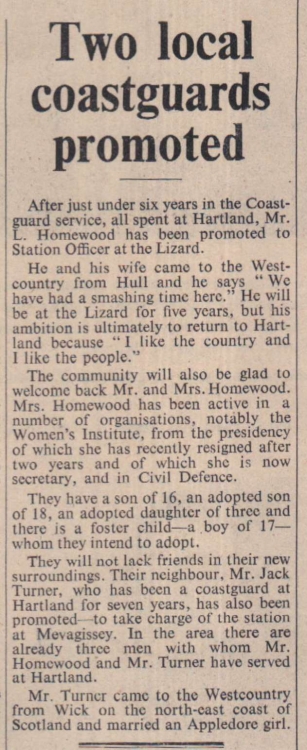 Two local
coastguards
promoted
After just under six years in the Coast-
guard service, all spent at Hartland, Mr.
L. Homewood has been promoted to
Station Officer at the Lizard.
He and his wife came to the West-
country from Hull and he says " We
have had a smashing time here." He will
be at the Lizard for five years, but his
ambition is ultimately to return to Hart-
land because " I like the country and
I like the people."
The community will also be glad to
welcome back Mr. and Mrs. Homewood.
Mrs. Homewood has been active in a
number of organisations, notably the
Women's Institute, from the presidency
of which she has recently resigned after
two years and of which she is now
secretary, and in Civil Defence.
They have a son of 16, an adopted son
of 18, an adopted daughter of three and
there is a foster child—a boy of 17—
whom they intend to adopt.
They will not lack friends in their new
surroundings. Their neighbour, Mr. Jack
Turner, who has been a coastguard at
Hartland for seven years, has also been
promoted—to take charge of the station
at Mevagissey. In the area there are
already three men with whom Mr.
Homewood and Mr. Turner have served
at Hartland.
Mr. Turner came to the Westcountry
from Wick on the north-east coast of
Scotland and married an Appledore girl.